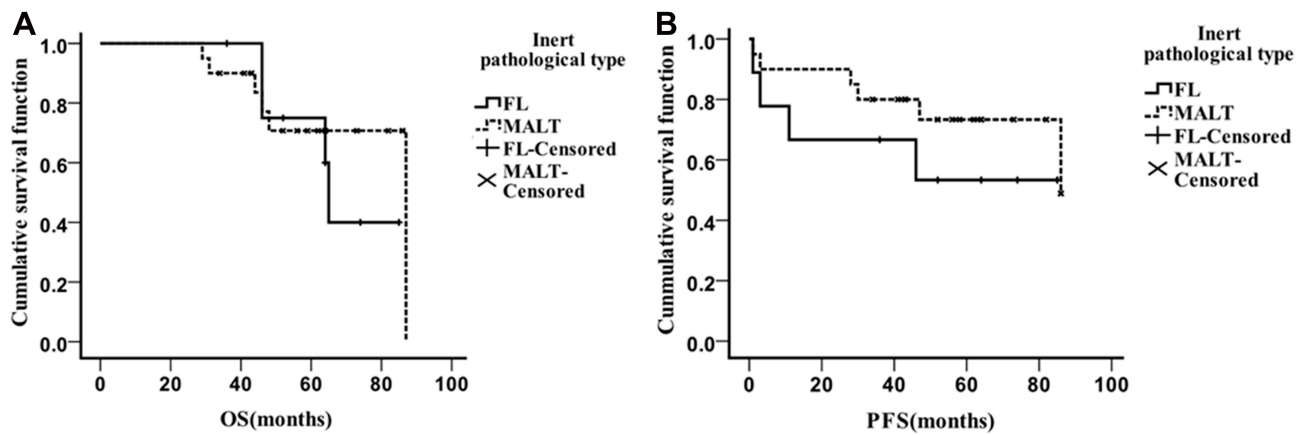 A
Cumulative survival function
1.0
0.8
0.6
0.4
0.2
0.0
0 20 40 60 80 100
OS(months)
Inert
pathological type
FL
MALT
FL-Censored
MALT-
Censored
B
Cunmulative survival function
1.0
0.8
0.6
0.4
0.2
0.0
0 20 40 60 80 100
PFS(months)
Inert
pathological type
FL
MALT
FL-Censored
MALT-
Censored